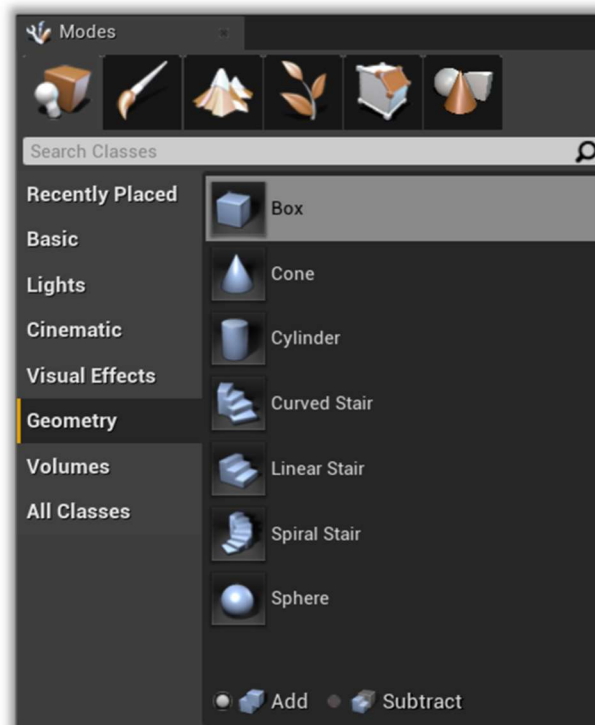 Modes
Search Classes
Recently Placed
Basic
Lights
Cinematic
Visual Effects
Geometry
Volumes
All Classes
Box
Cone
Cylinder
Curved Stair
Linear Stair
Spiral Stair
Sphere
Add Subtract